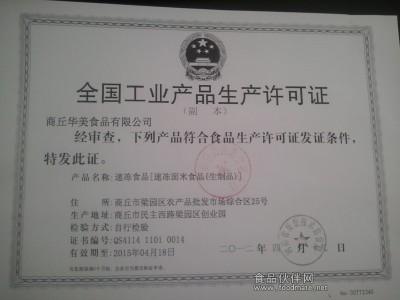 全国工业产品生产许可证
(副 本)
商丘华美食品有限公司
经审查，下列产品符合食品生产许可证发证条件，
特发此证。
产品名称：速冻食品[速冻面米食品(生制品)]
住 所：商丘市梁园区农产品批发市场综合区25号
生产地址：商丘市民主西路梁园区创业园
检验方式：自行检验
证书编号：QS4114 1101 0014
有效期至：2015年04月18日
二〇一二年四月
食品伙伴网
www.foodmate.net